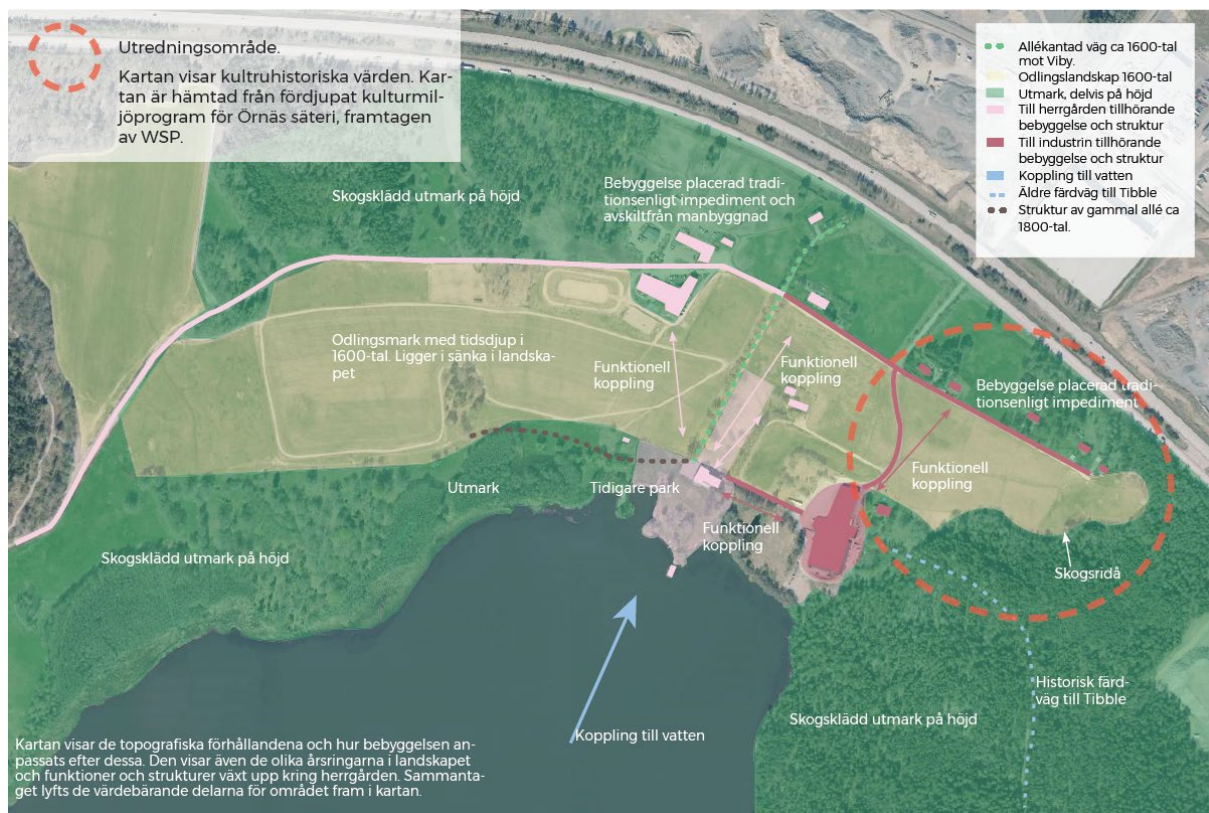 Utredningsområde.
Kartan visar kultruhistoriska värden. Kar-
tan är hämtad från fördjupat kulturmil-
jöprogram för Örnäs säteri, framtagen
av WSP.
Allékantad väg ca 1600-tal
mot Viby.
Odlingslandskap 1600-tal
Utmark, delvis på höjd
Till herrgården tillhörande
bebyggelse och struktur
Till industrin tillhörande
bebyggelse och struktur
Koppling till vatten
Äldre färdväg till Tibble
Struktur av gammal allé ca
1800-tal.
Skogsklädd utmark på höjd
Bebyggelse placerad tradi-
tionsenligt impediment och
avskiltfrån manbyggnad
Odlingsmark med tidsdjup i
1600-tal. Ligger i sänka i landska-
pet
Funktionell
koppling
Funktionell
koppling
Bebyggelse placerad tradi-
tionsenligt impediment
Funktionell
koppling
Utmark
Tidigare park
Funktionell
koppling
Skogsklädd utmark på höjd
Skogsridå
Historisk färd-
väg till Tibble
Skogsklädd utmark på höjd
Koppling till vatten
Kartan visar de topografiska förhållandena och hur bebyggelsen an-
passats efter dessa. Den visar även de olika årsringarna i landskapet
och funktioner och strukturer växt upp kring herrgården. Sammanta-
get lyfts de värdebärande delarna för området fram i kartan.